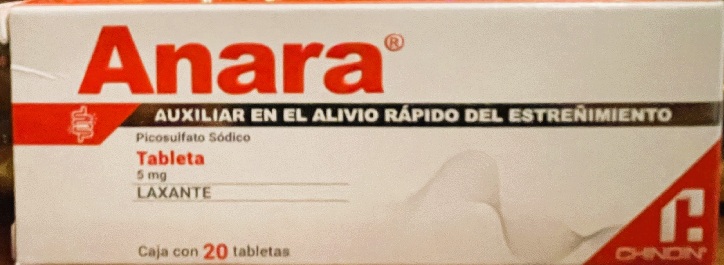 Anara®
AUXILIAR EN EL ALIVIO RÁPIDO DEL ESTREÑIMIENTO
Picosulfato Sódico
Tableta
5 mg
LAXANTE
Caja con 20 tabletas
CHINOIN®